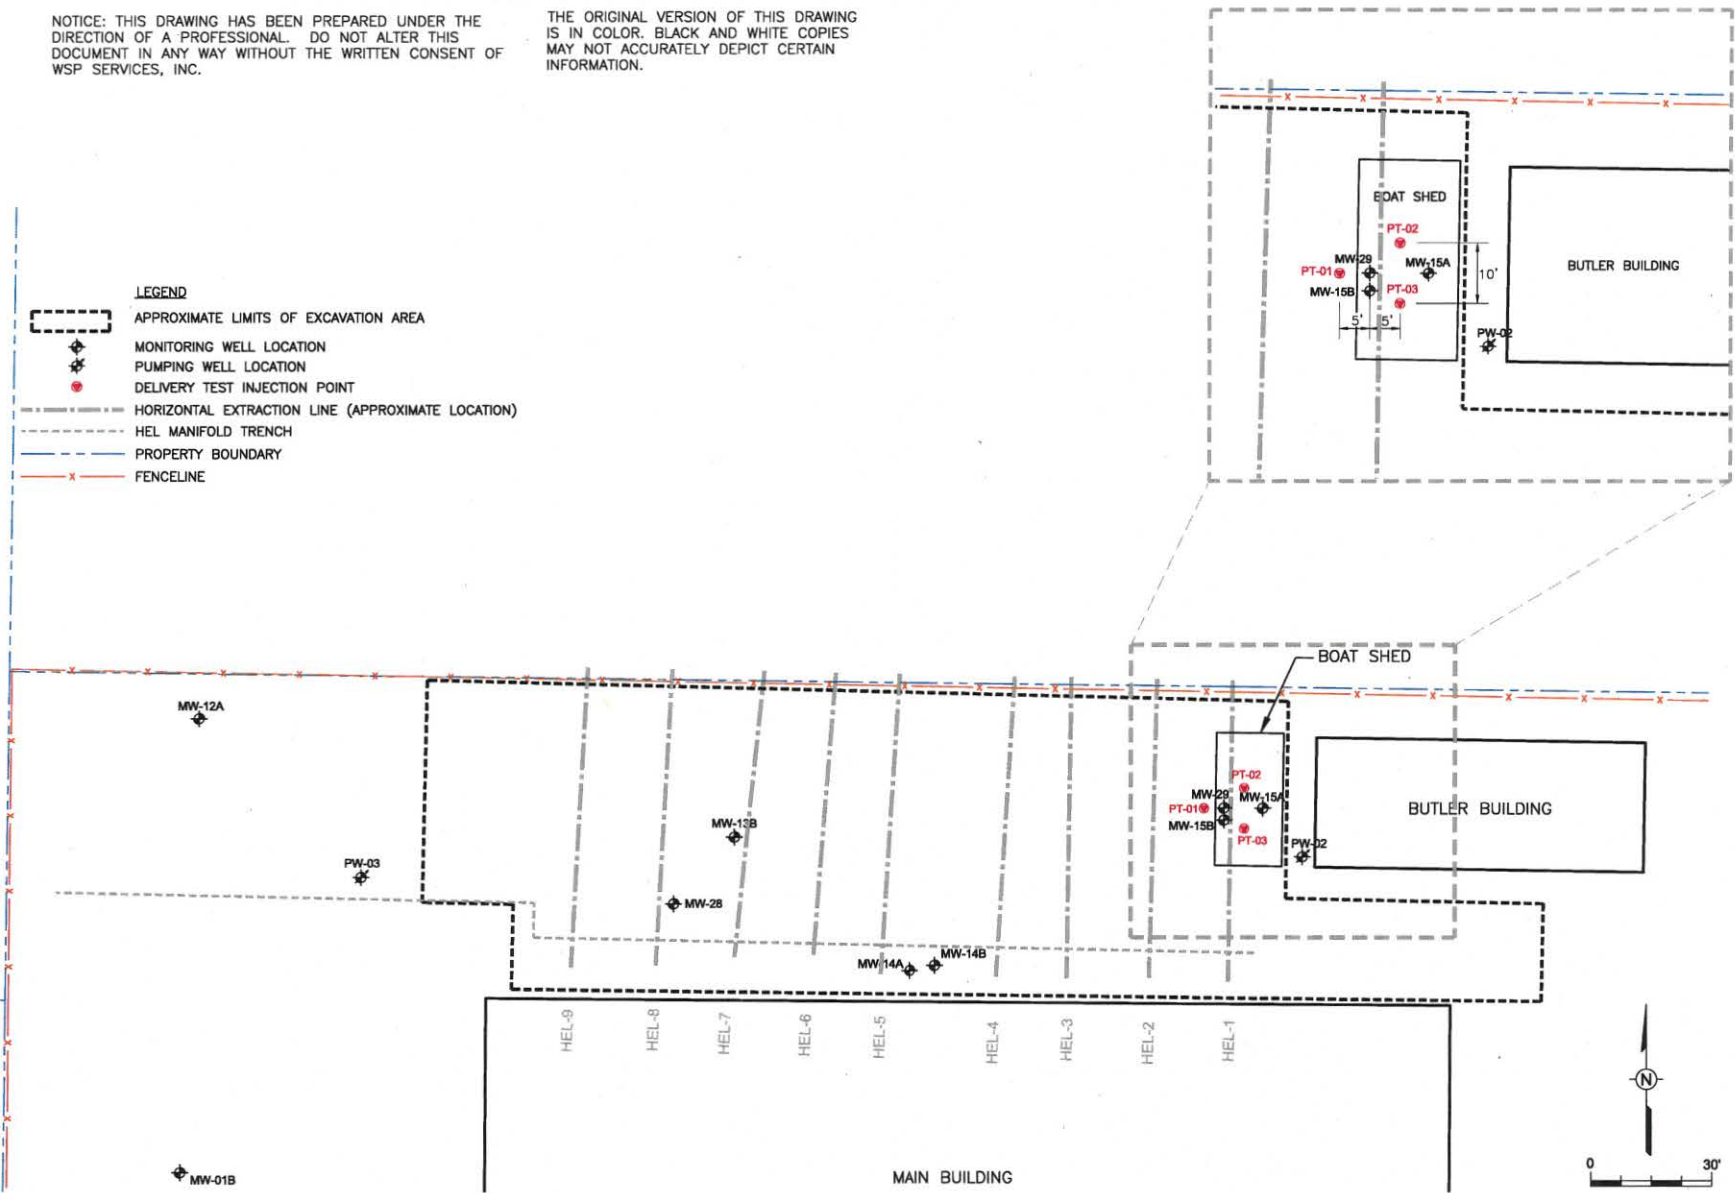 NOTICE: THIS DRAWING HAS BEEN PREPARED UNDER THE
DIRECTION OF A PROFESSIONAL. DO NOT ALTER THIS
DOCUMENT IN ANY WAY WITHOUT THE WRITTEN CONSENT OF
WSP SERVICES, INC.
THE ORIGINAL VERSION OF THIS DRAWING
IS IN COLOR. BLACK AND WHITE COPIES
MAY NOT ACCURATELY DEPICT CERTAIN
INFORMATION.
LEGEND
APPROXIMATE LIMITS OF EXCAVATION AREA
MONITORING WELL LOCATION
PUMPING WELL LOCATION
DELIVERY TEST INJECTION POINT
HORIZONTAL EXTRACTION LINE (APPROXIMATE LOCATION)
HEL MANIFOLD TRENCH
PROPERTY BOUNDARY
X FENCELINE
X X X X X X
BOAT SHED
PT-02
MW-29
MW-15A
BUTLER BUILDING
PT-01
10'
MW-15B
PT-03
5' 5'
PW-02
BOAT SHED
MW-12A
PT-02
MW-29
MW-15A
PT-01
BUTLER BUILDING
MW-15B
MW-13B
PT-03
PW-02
PW-03
MW-28
MW-14B
MW-14A
HEL-9
HEL-8
HEL-7
HEL-6
HEL-5
HEL-4
HEL-3
HEL-2
HEL-1
N
MW-01B
MAIN BUILDING
0 30'